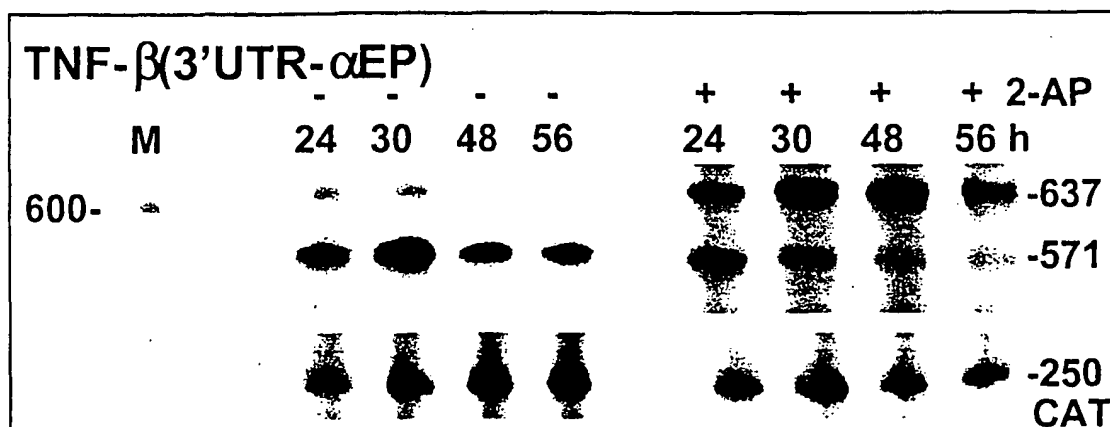 TNF-β(3'UTR-αEP)
- - - - + + + + 2-AP
M 24 30 48 56 24 30 48 56 h
600- -637
-571
-250
CAT